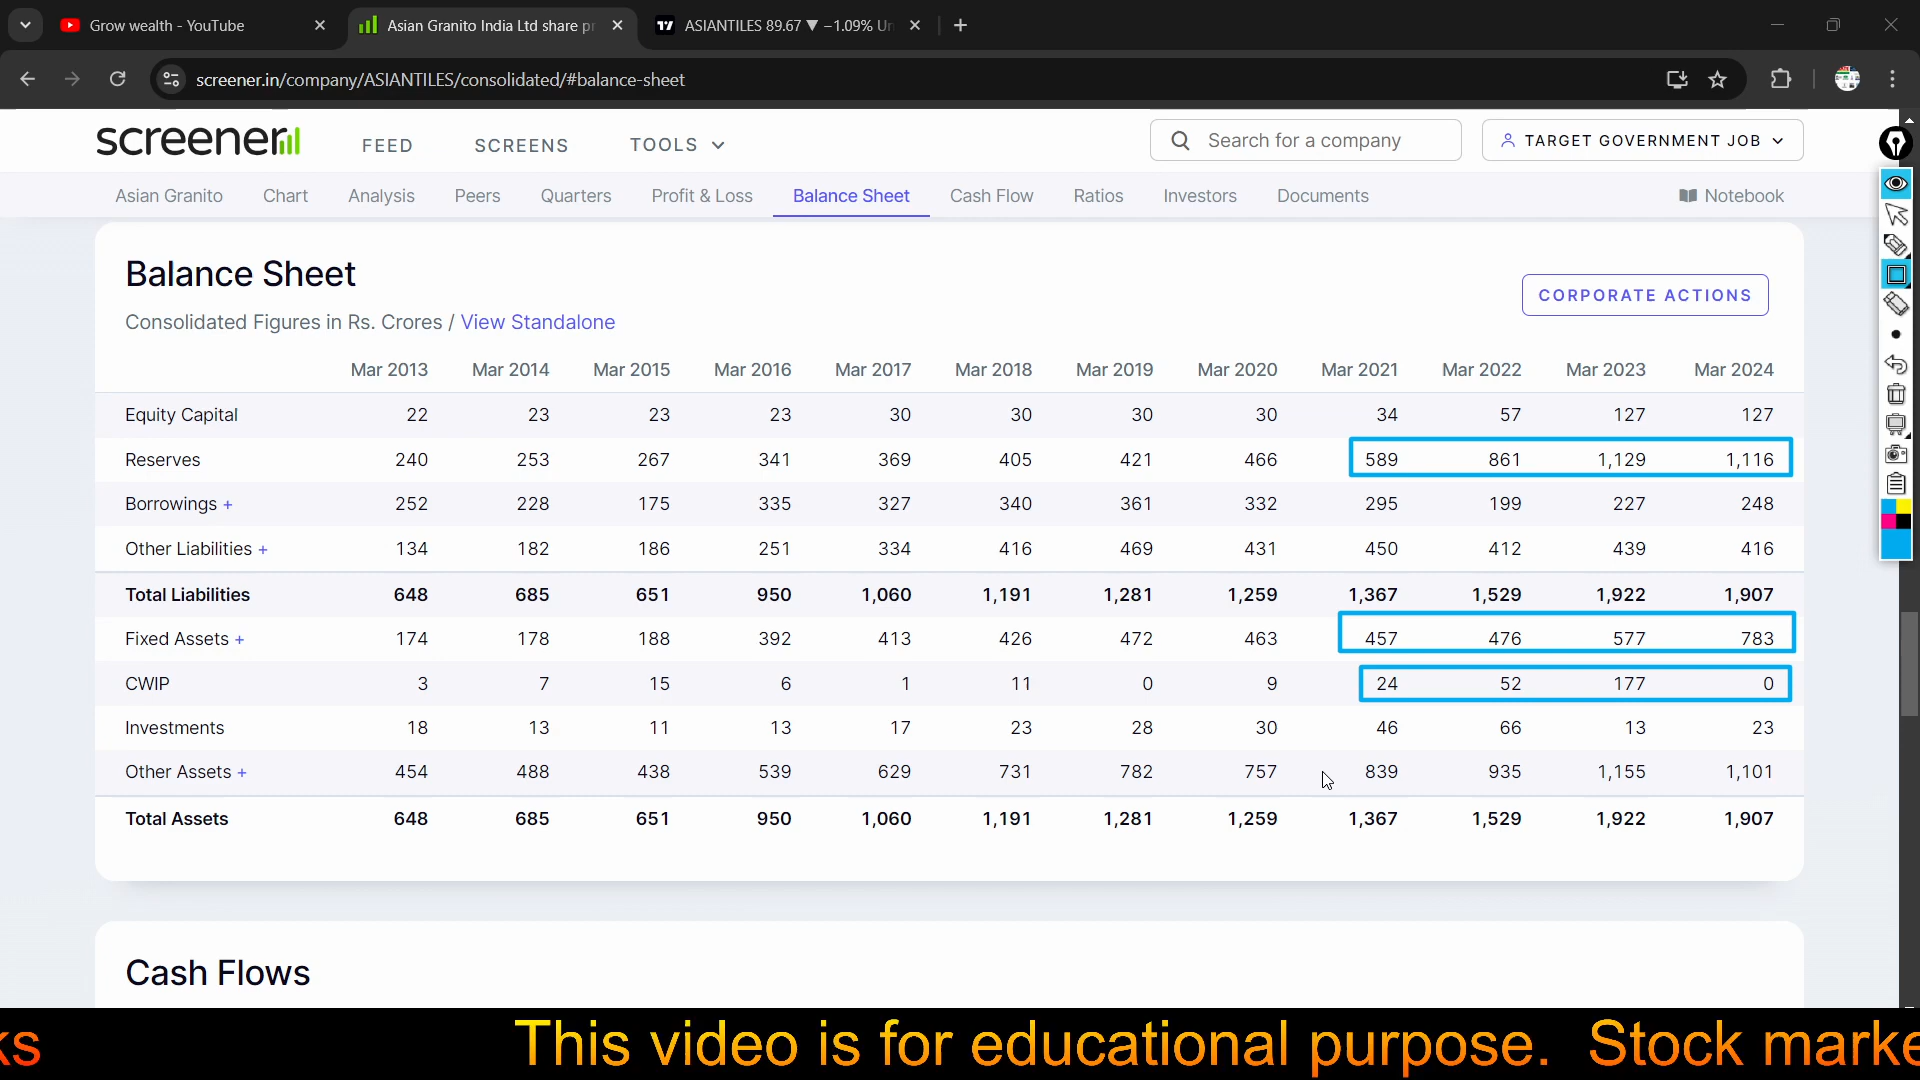 Grow wealth - YouTube
Asian Granito India Ltd share pr
ASIANTILES 89.67 ▼ −1.09% Un
screener.in/company/ASIANTILES/consolidated/#balance-sheet
screener FEED SCREENS TOOLS Search for a company TARGET GOVERNMENT JOB
Asian Granito Chart Analysis Peers Quarters Profit & Loss Balance Sheet Cash Flow Ratios Investors Documents Notebook
Balance Sheet
CORPORATE ACTIONS
Consolidated Figures in Rs. Crores / View Standalone
Mar 2013 Mar 2014 Mar 2015 Mar 2016 Mar 2017 Mar 2018 Mar 2019 Mar 2020 Mar 2021 Mar 2022 Mar 2023 Mar 2024
Equity Capital 22 23 23 23 30 30 30 30 34 57 127 127
Reserves 240 253 267 341 369 405 421 466 589 861 1,129 1,116
Borrowings + 252 228 175 335 327 340 361 332 295 199 227 248
Other Liabilities + 134 182 186 251 334 416 469 431 450 412 439 416
Total Liabilities 648 685 651 950 1,060 1,191 1,281 1,259 1,367 1,529 1,922 1,907
Fixed Assets + 174 178 188 392 413 426 472 463 457 476 577 783
CWIP 3 7 15 6 1 11 0 9 24 52 177 0
Investments 18 13 11 13 17 23 28 30 46 66 13 23
Other Assets + 454 488 438 539 629 731 782 757 839 935 1,155 1,101
Total Assets 648 685 651 950 1,060 1,191 1,281 1,259 1,367 1,529 1,922 1,907
Cash Flows
ks This video is for educational purpose. Stock marke